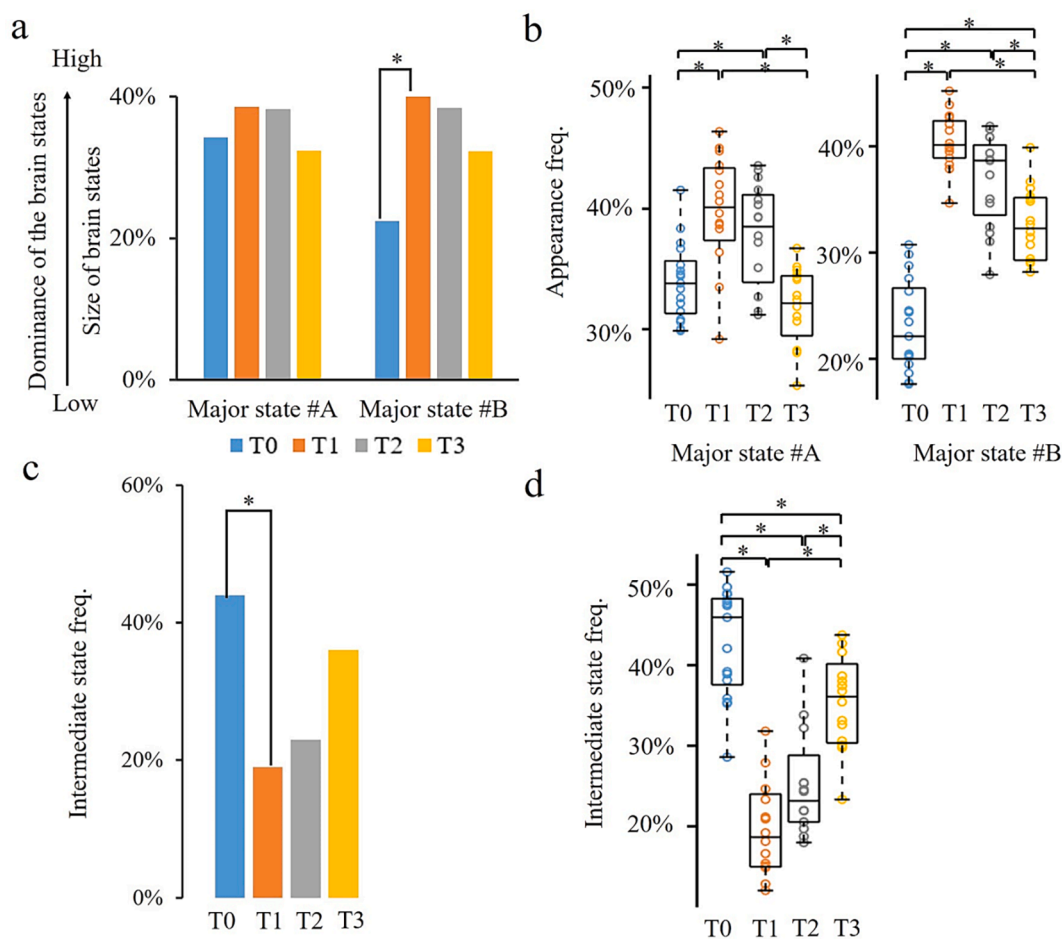 a
High
Dominance of the brain states
Size of brain states
Low
40%
20%
0%
*
Major state #A
Major state #B
T0
T1
T2
T3
b
Appearance freq.
50%
40%
30%
*
*
*
*
T0
T1
T2
T3
Major state #A
40%
30%
20%
*
*
*
*
*
T0
T1
T2
T3
Major state #B
c
Intermediate state freq.
60%
40%
20%
0%
*
T0
T1
T2
T3
d
Intermediate state freq.
50%
40%
30%
20%
*
*
*
*
*
T0
T1
T2
T3